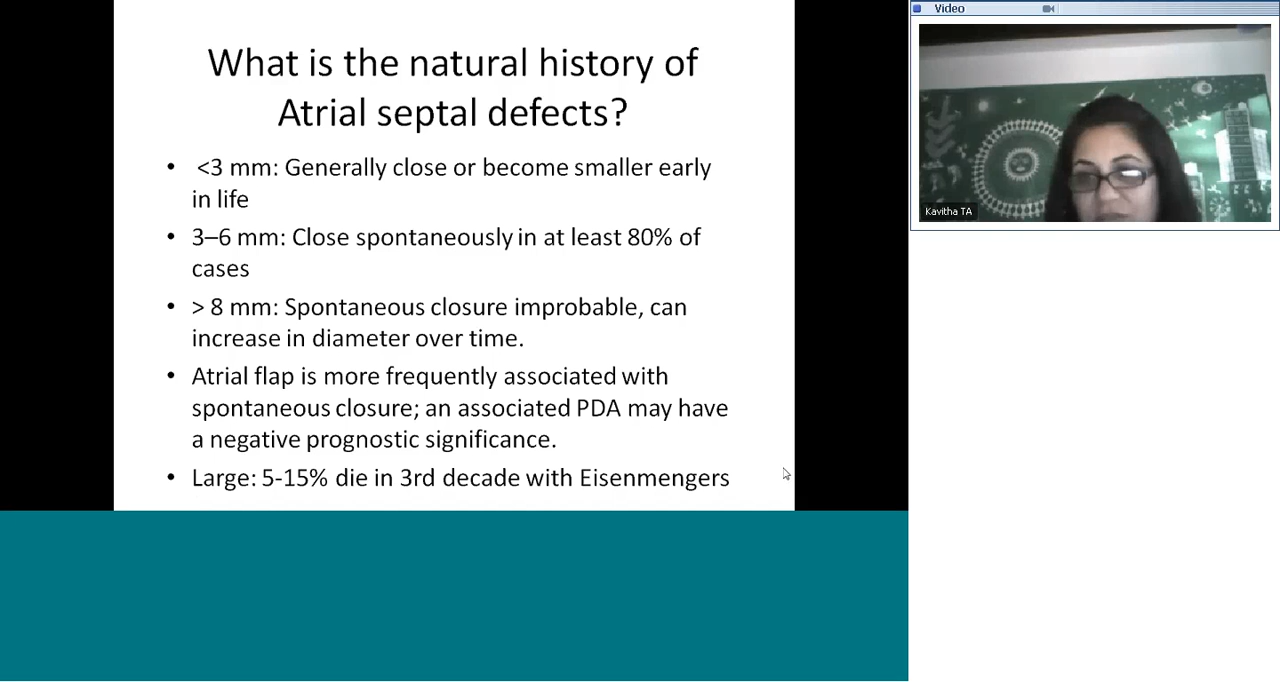 What is the natural history of
Atrial septal defects?
• <3 mm: Generally close or become smaller early
in life
• 3–6 mm: Close spontaneously in at least 80% of
cases
• > 8 mm: Spontaneous closure improbable, can
increase in diameter over time.
• Atrial flap is more frequently associated with
spontaneous closure; an associated PDA may have
a negative prognostic significance.
• Large: 5-15% die in 3rd decade with Eisenmengers
Video
Kavitha TA